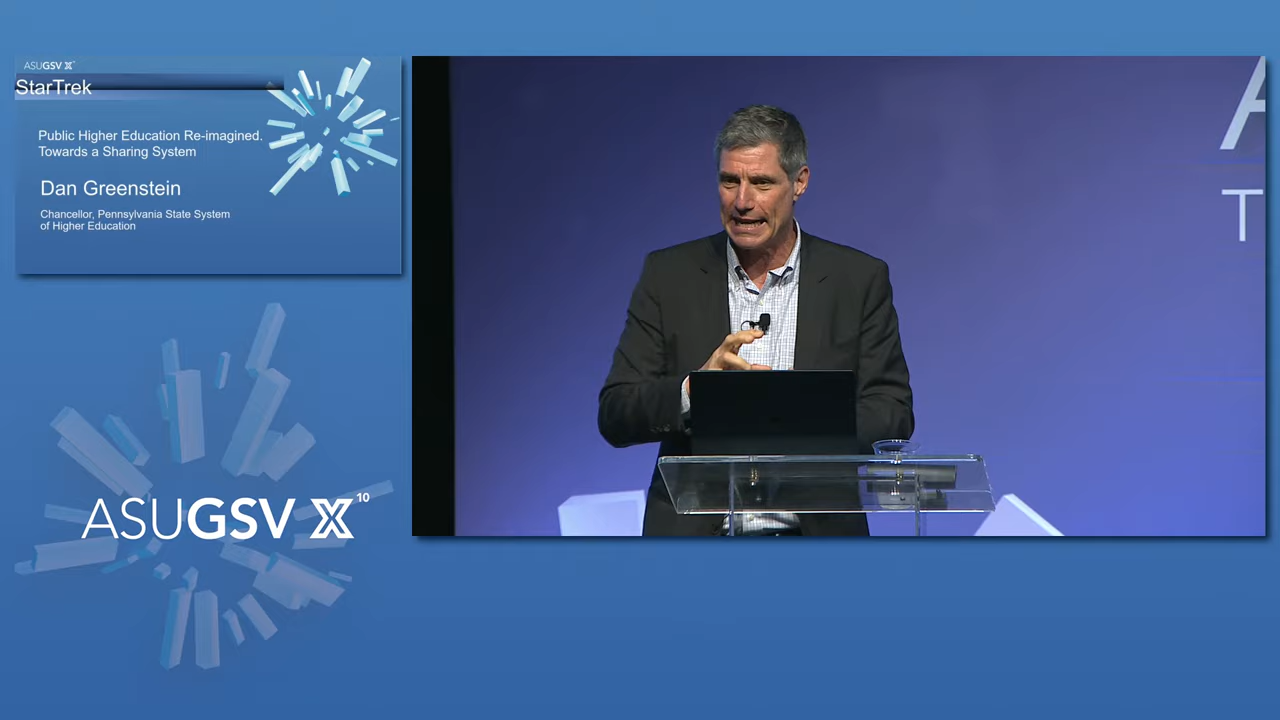 ASUGSV X
StarTrek
Public Higher Education Re-imagined.
Towards a Sharing System
Dan Greenstein
Chancellor, Pennsylvania State System
of Higher Education
ASUGSV X 10
A
T